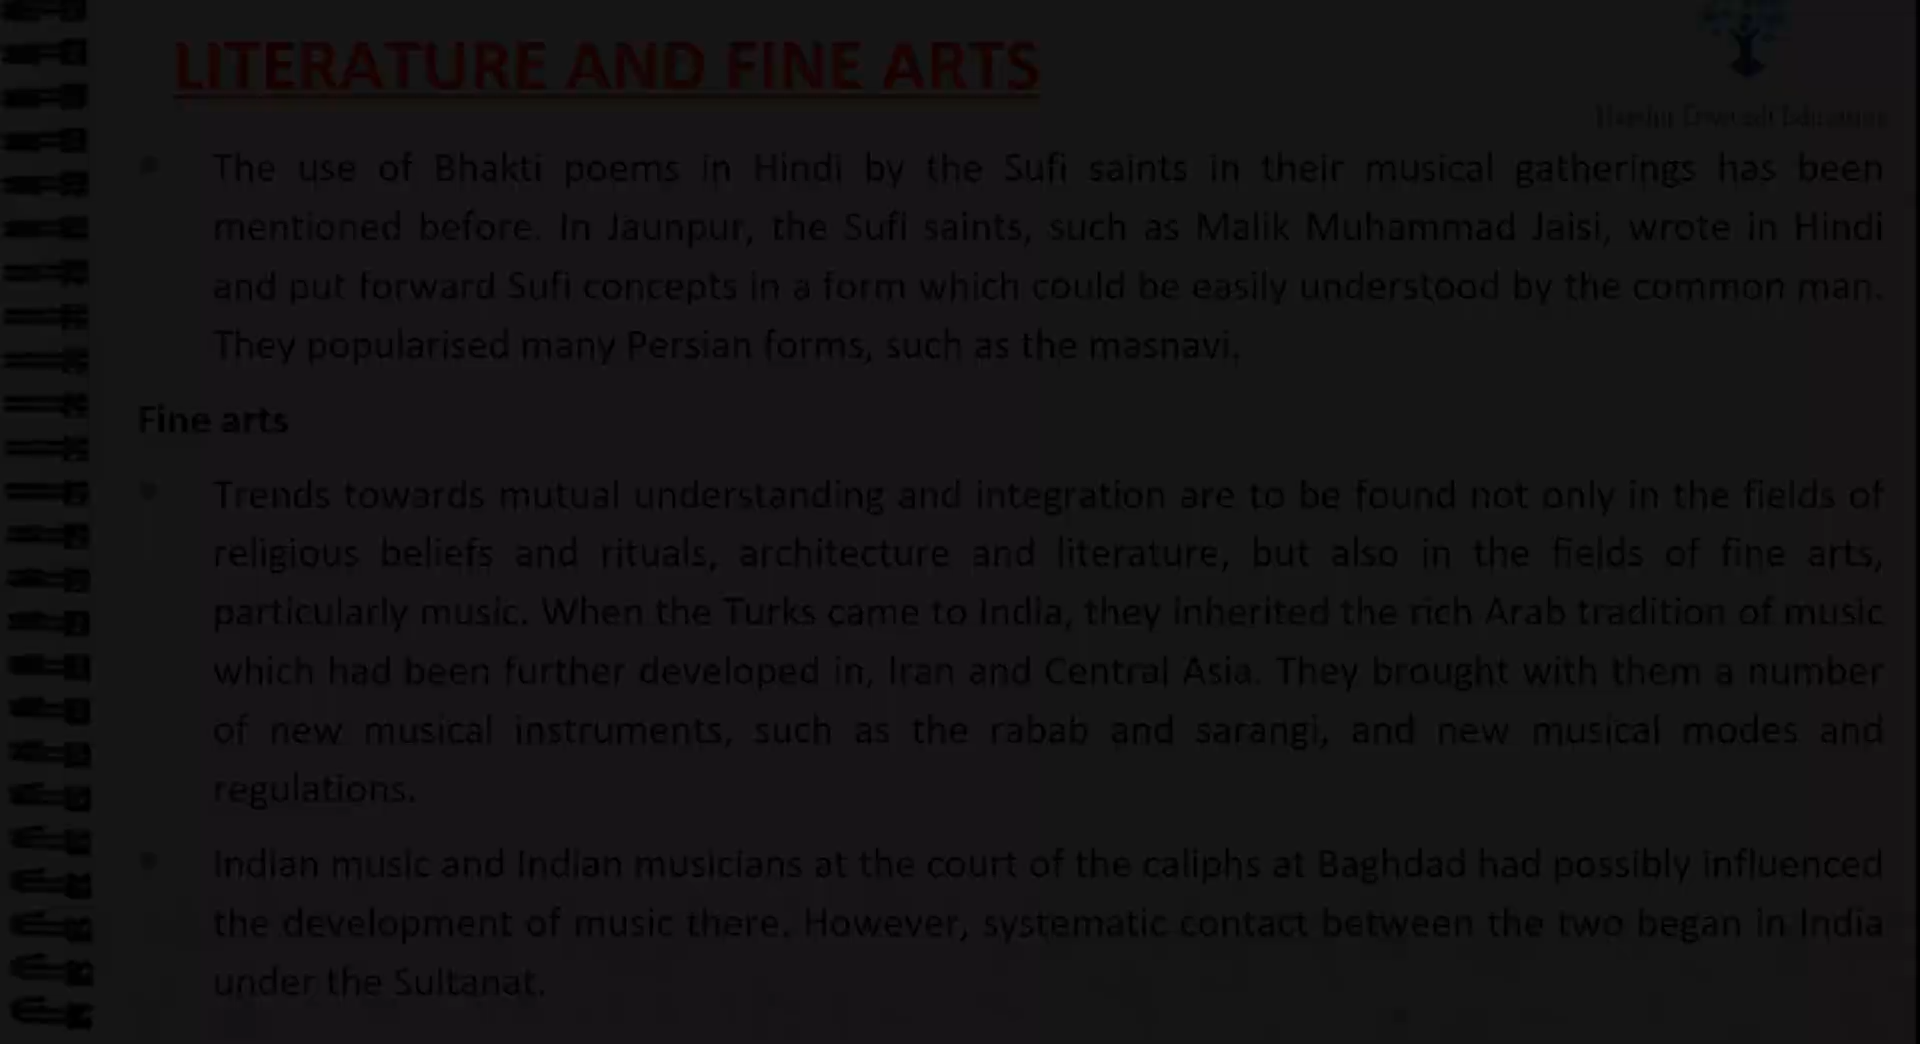 LITERATURE AND FINE ARTS
The use of Bhakti poems in Hindi by the Sufi saints in their musical gatherings has been
mentioned before. In Jaunpur, the Sufi saints, such as Malik Muhammad Jaisi, wrote in Hindi
and put forward Sufi concepts in a form which could be easily understood by the common man.
They popularised many Persian forms, such as the masnavi.
Fine arts
Trends towards mutual understanding and integration are to be found not only in the fields of
religious beliefs and rituals, architecture and literature, but also in the fields of fine arts,
particularly music. When the Turks came to India, they inherited the rich Arab tradition of music
which had been further developed in, Iran and Central Asia. They brought with them a number
of new musical instruments, such as the rabab and sarangi, and new musical modes and
regulations.
Indian music and Indian musicians at the court of the caliphs at Baghdad had possibly influenced
the development of music there. However, systematic contact between the two began in India
under the Sultanat.